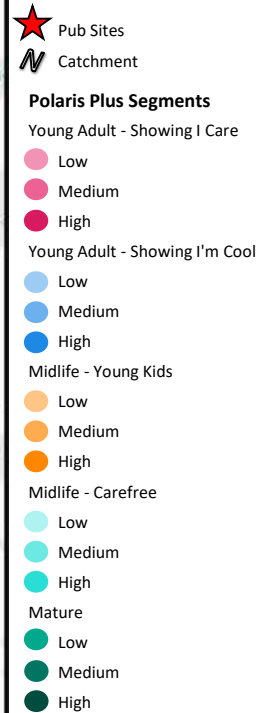 Pub Sites
Catchment
Polaris Plus Segments
Young Adult - Showing I Care
Low
Medium
High
Young Adult - Showing I'm Cool
Low
Medium
High
Midlife - Young Kids
Low
Medium
High
Midlife - Carefree
Low
Medium
High
Mature
Low
Medium
High